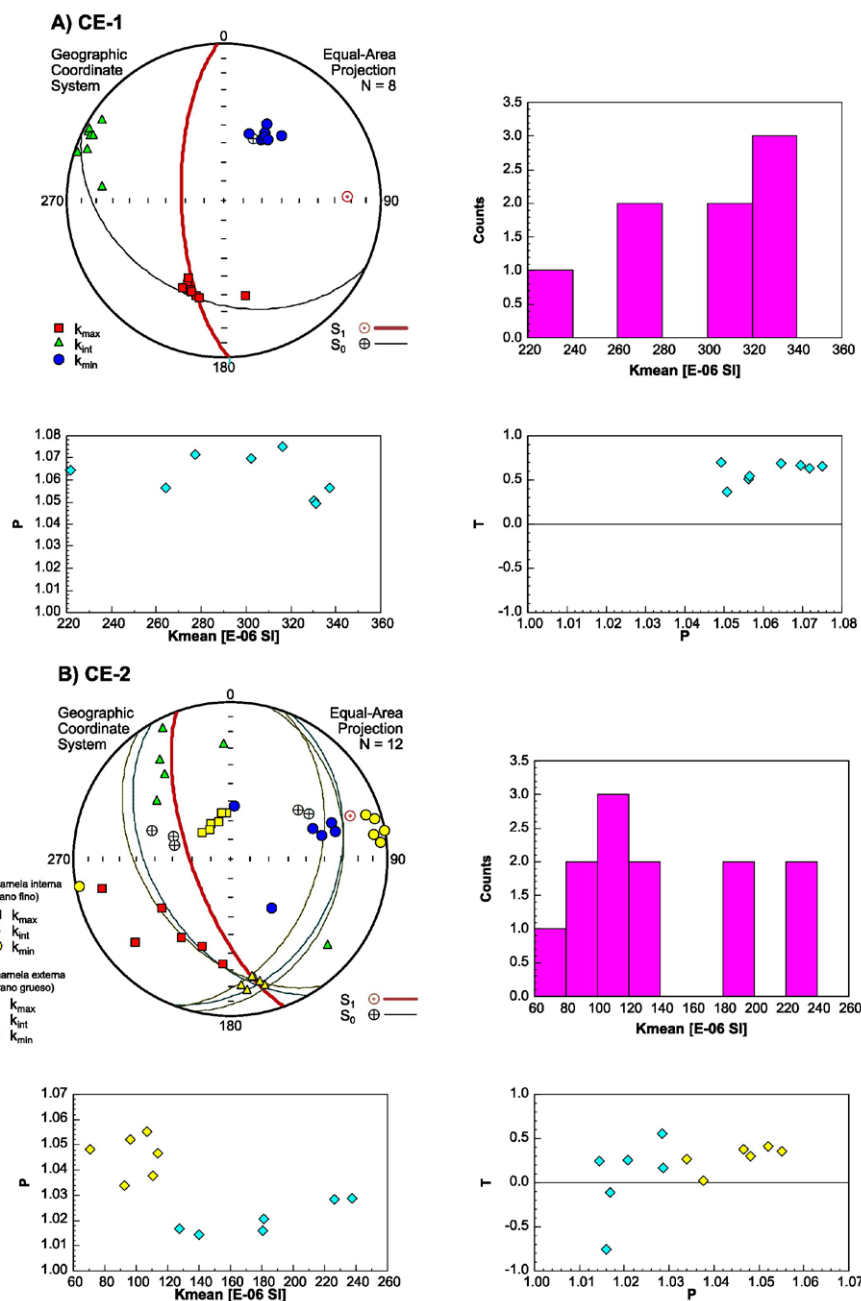 A) CE-1
Geographic
Coordinate
System
0
Equal-Area
Projection
N = 8
270
90
180
kmax
kint
kmin
S1
S0
Counts
3.5
3.0
2.5
2.0
1.5
1.0
0.5
0.0
220 240 260 280 300 320 340 360
Kmean [E-06 SI]
P
1.08
1.07
1.06
1.05
1.04
1.03
1.02
1.01
1.00
220 240 260 280 300 320 340 360
Kmean [E-06 SI]
T
1.0
0.5
0.0
-0.5
-1.0
1.00 1.01 1.02 1.03 1.04 1.05 1.06 1.07 1.08
P
B) CE-2
Geographic
Coordinate
System
0
Equal-Area
Projection
N = 12
270
90
180
amela interna
ano fino)
kmax
kint
kmin
amela externa
rano grueso)
kmax
kint
kmin
S1
S0
Counts
3.5
3.0
2.5
2.0
1.5
1.0
0.5
0.0
60 80 100 120 140 160 180 200 220 240 260
Kmean [E-06 SI]
P
1.07
1.06
1.05
1.04
1.03
1.02
1.01
1.00
60 80 100 120 140 160 180 200 220 240 260
Kmean [E-06 SI]
T
1.0
0.5
0.0
-0.5
-1.0
1.00 1.01 1.02 1.03 1.04 1.05 1.06 1.07
P